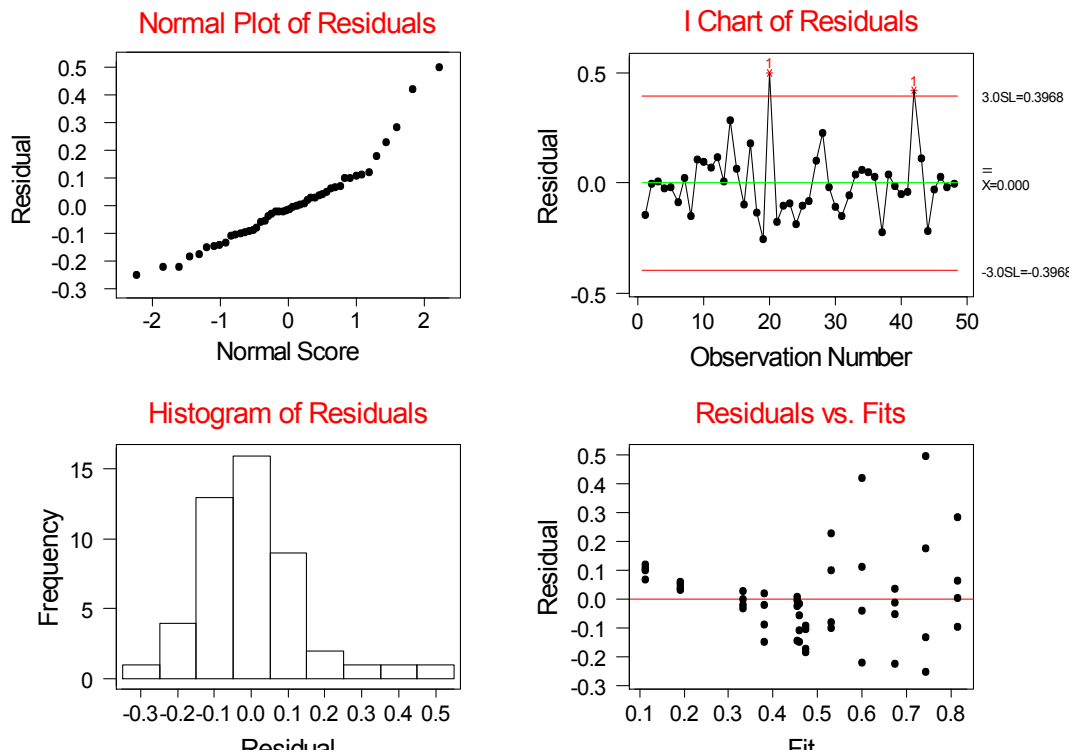 Normal Plot of Residuals
0.5
0.4
0.3
0.2
0.1
0.0
-0.1
-0.2
-0.3
Residual
-2
-1
0
1
2
Normal Score
I Chart of Residuals
0.5
0.0
-0.5
Residual
1
1
3.0SL=0.3968
X=0.000
-3.0SL=-0.3968
0
10
20
30
40
50
Observation Number
Histogram of Residuals
15
10
5
0
Frequency
-0.3 -0.2 -0.1 0.0 0.1 0.2 0.3 0.4 0.5
Residual
Residuals vs. Fits
0.5
0.4
0.3
0.2
0.1
0.0
-0.1
-0.2
-0.3
Residual
0.1 0.2 0.3 0.4 0.5 0.6 0.7 0.8
Fit